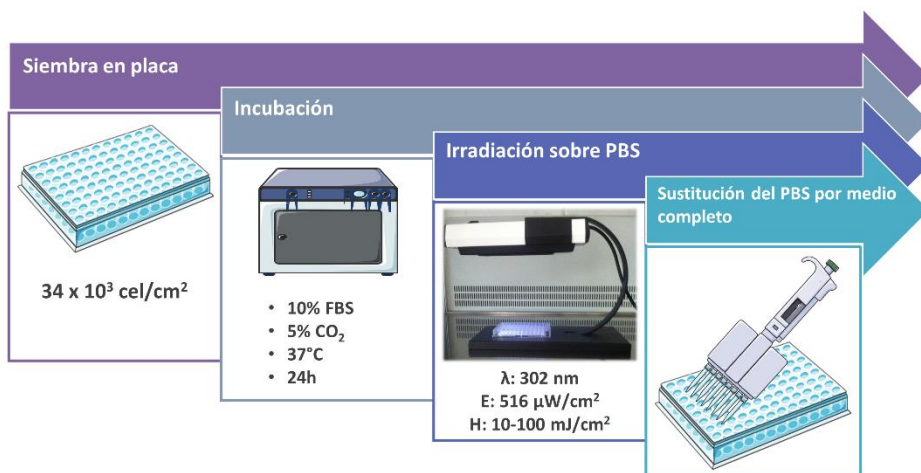 Siembra en placa
34 x 10³ cel/cm²
Incubación
• 10% FBS
• 5% CO₂
• 37°C
• 24h
Irradiación sobre PBS
λ: 302 nm
E: 516 µW/cm²
H: 10-100 mJ/cm²
Sustitución del PBS por medio
completo